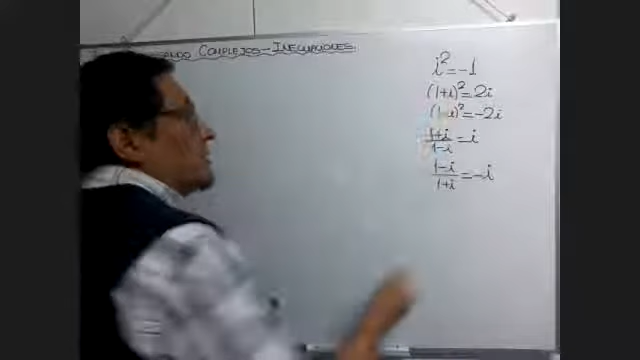 COMPLEJOS - INECUACIONES
i² = -1
(1+i)² = 2i
(1-i)² = -2i
1+i/1-i = i
1-i/1+i = -i